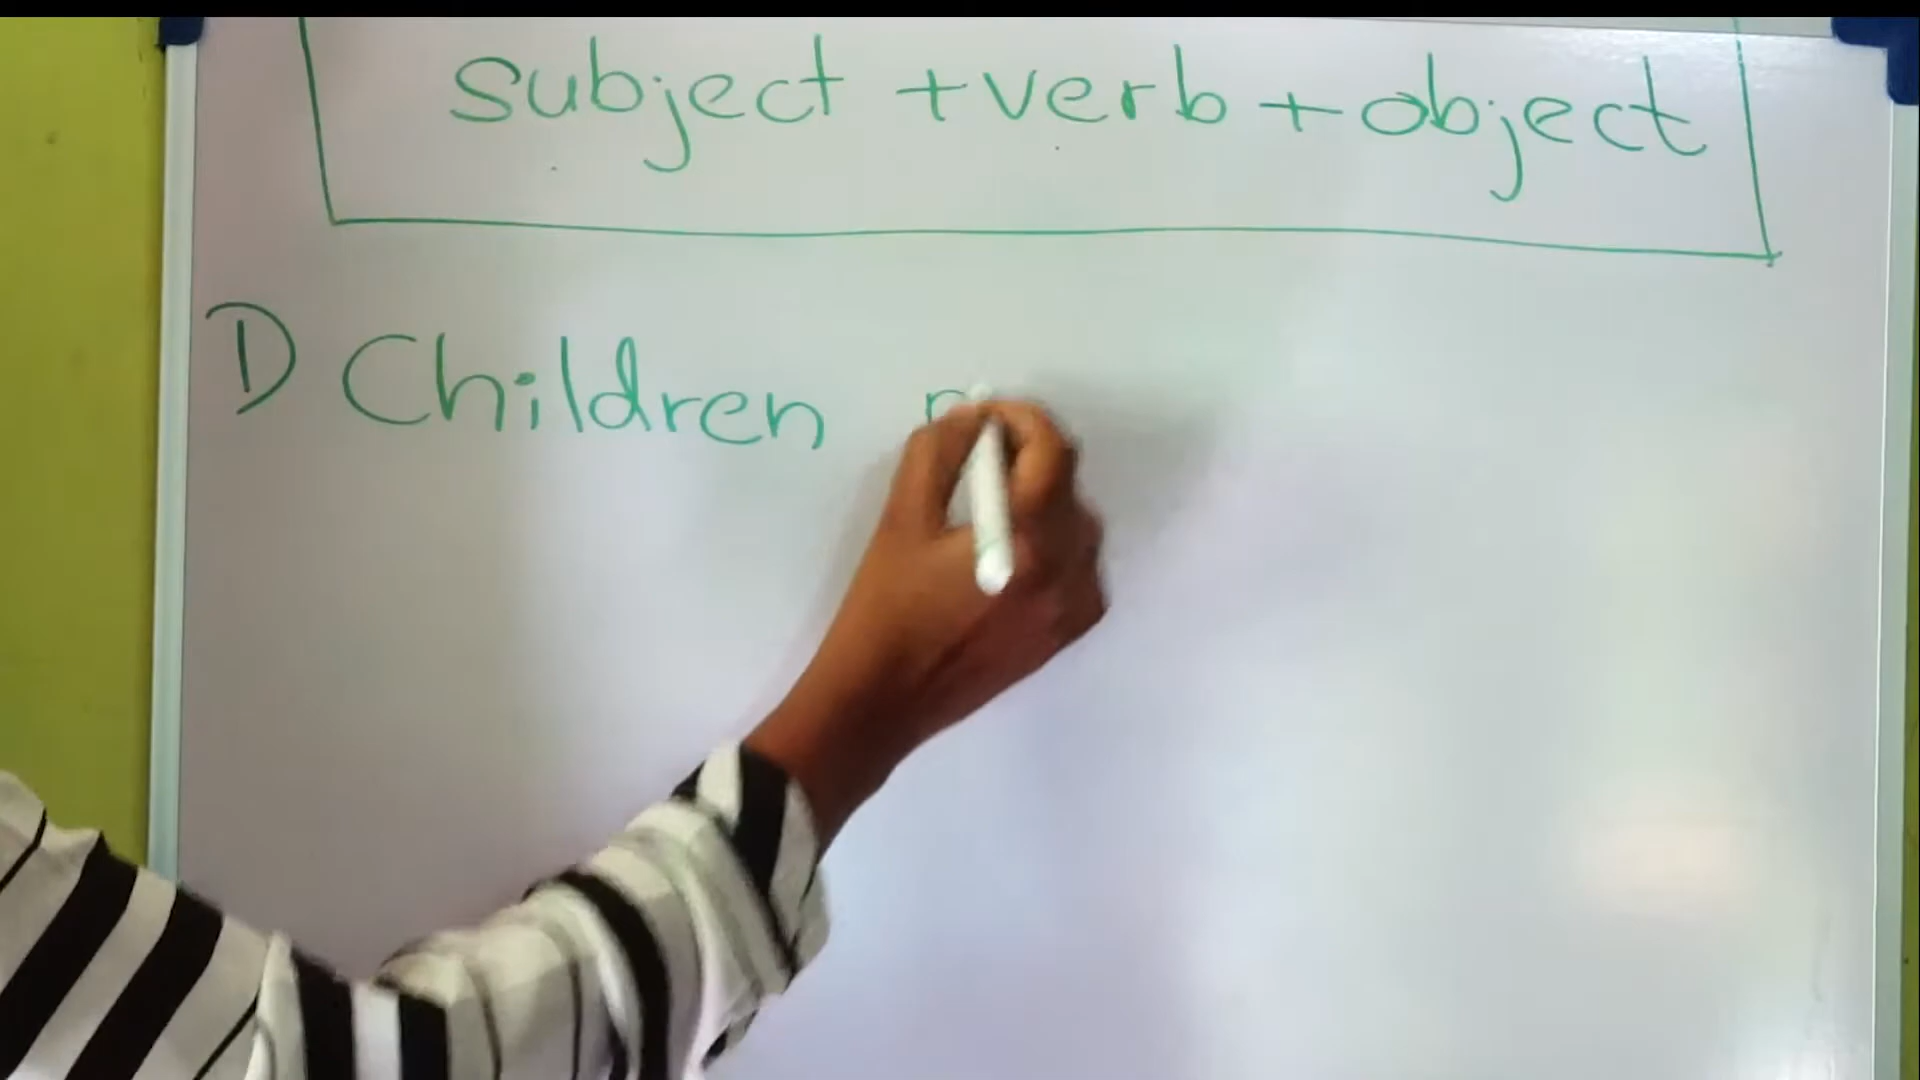 subject + verb + object
1) Children